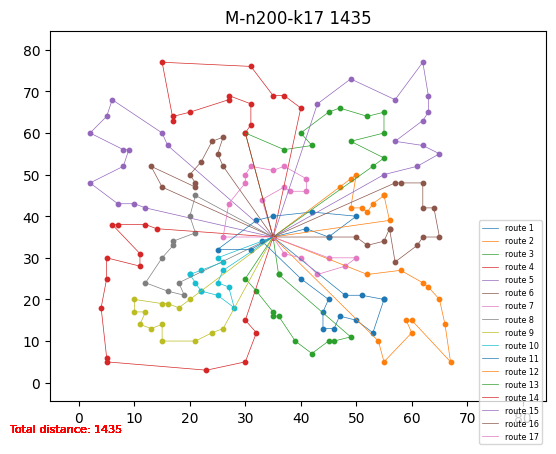 M-n200-k17 1435
80
70
60
50
40
30
20
10
0
0
10
20
30
40
50
60
70
80
route 1
route 2
route 3
route 4
route 5
route 6
route 7
route 8
route 9
route 10
route 11
route 12
route 13
route 14
route 15
route 16
route 17
Total distance: 1435